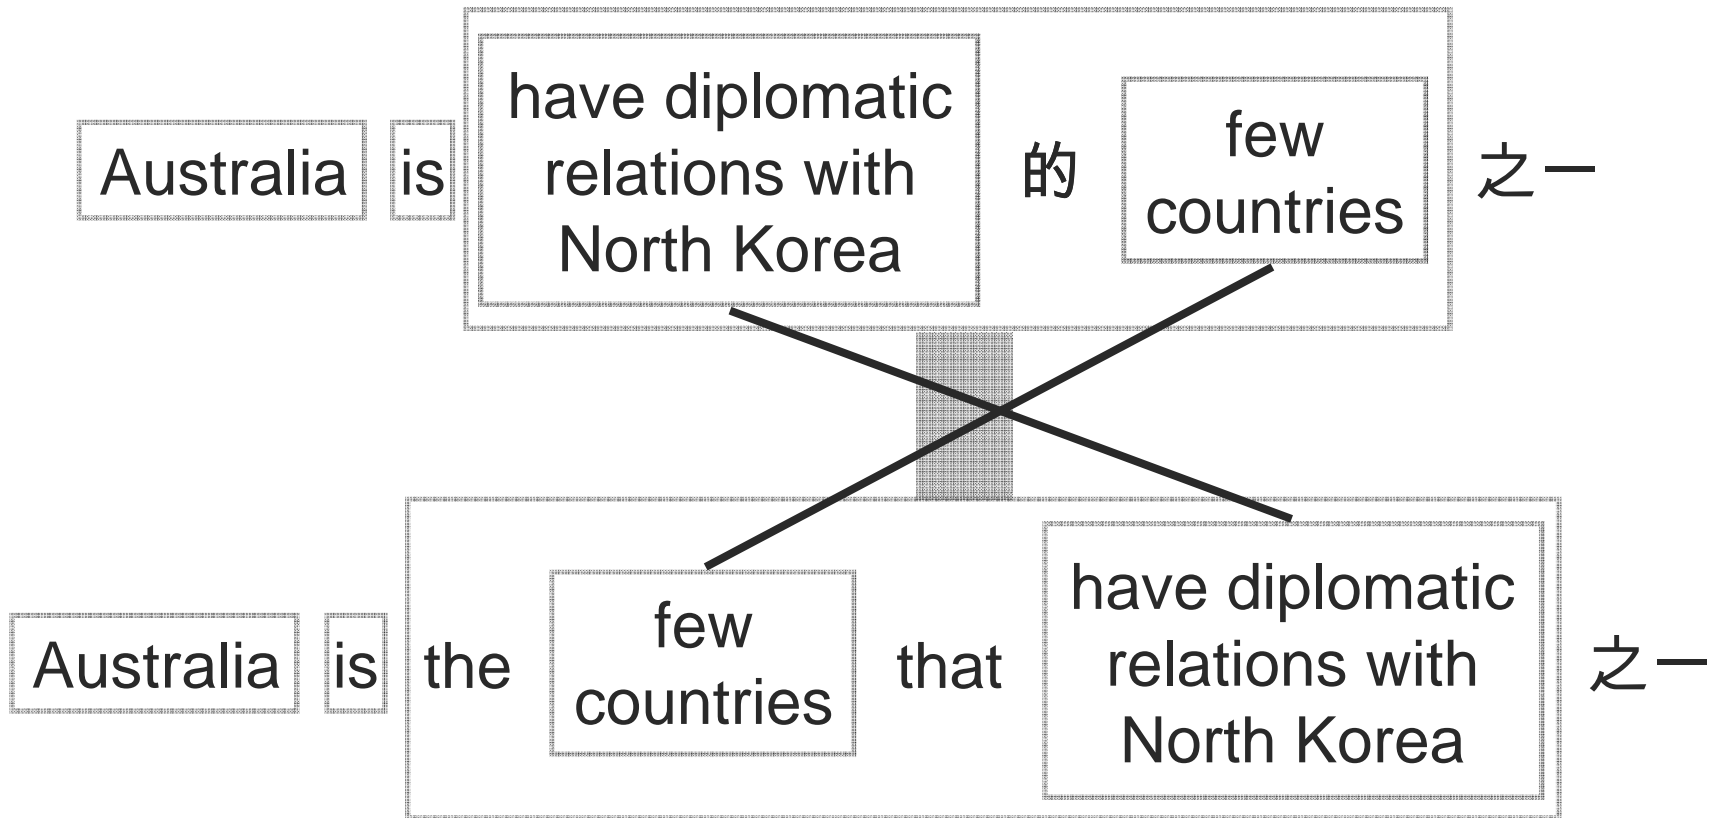 Australia is have diplomatic relations with North Korea 的 few countries 之一
Australia is the few countries that have diplomatic relations with North Korea 之一